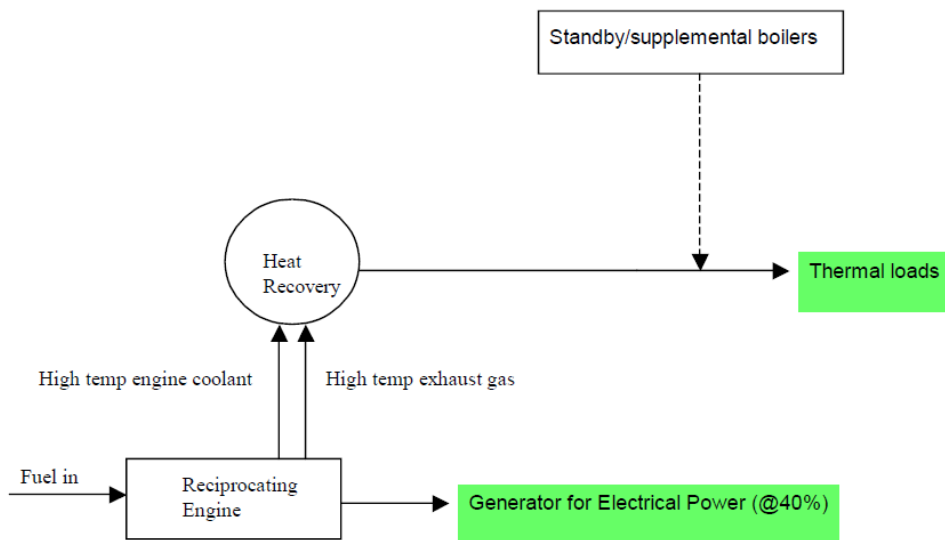 Standby/supplemental boilers
Heat
Recovery
Thermal loads
High temp engine coolant
High temp exhaust gas
Fuel in
Reciprocating
Engine
Generator for Electrical Power (@40%)